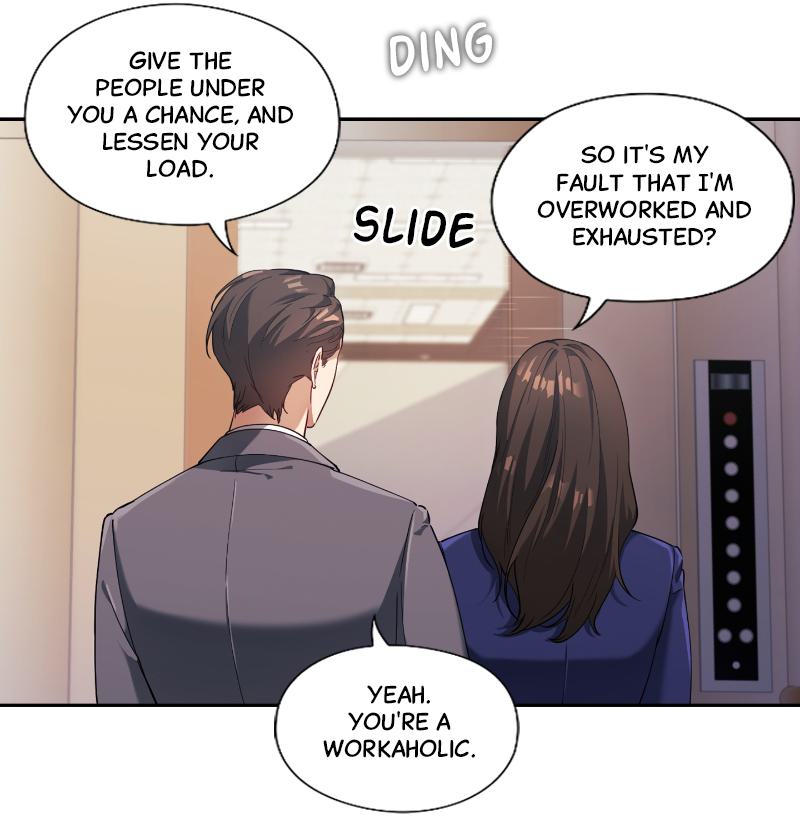 DING
GIVE THE
PEOPLE UNDER
YOU A CHANCE, AND
LESSEN YOUR
LOAD.
SO IT'S MY
FAULT THAT I'M
OVERWORKED AND
EXHAUSTED?
SLIDE
YEAH.
YOU'RE A
WORKAHOLIC.